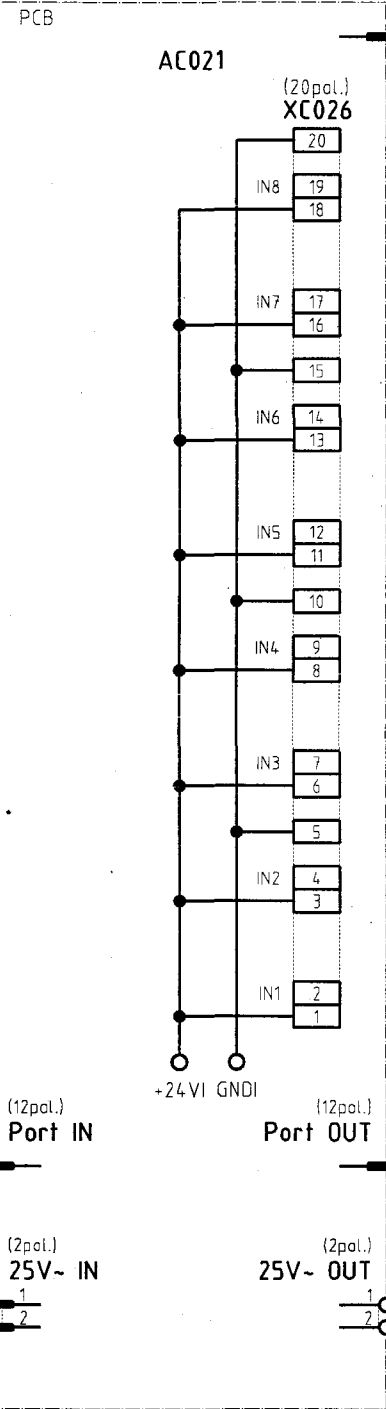 PCB
AC021
(20pol.)
XC026
20
IN8 19
18
IN7 17
16
15
IN6 14
13
IN5 12
11
10
IN4 9
8
IN3 7
6
5
IN2 4
3
IN1 2
1
+24VI GNDI
(12pol.) (12pol.)
Port IN Port OUT
(2pol.) (2pol.)
25V~ IN 25V~ OUT
1 1
2 2